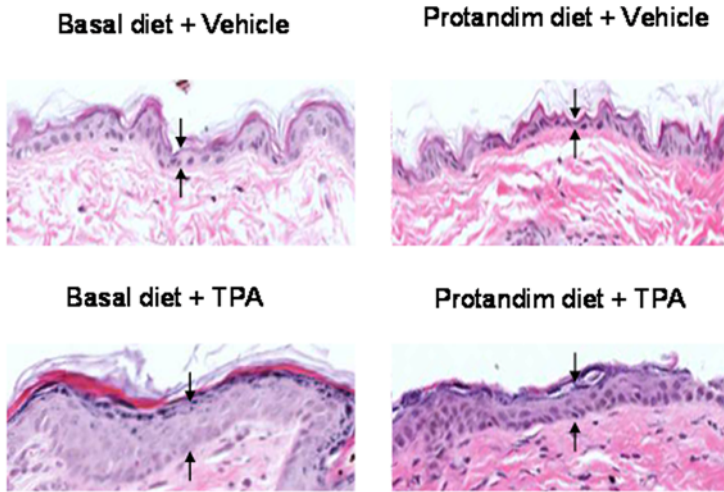 Basal diet + Vehicle
Protandim diet + Vehicle
Basal diet + TPA
Protandim diet + TPA